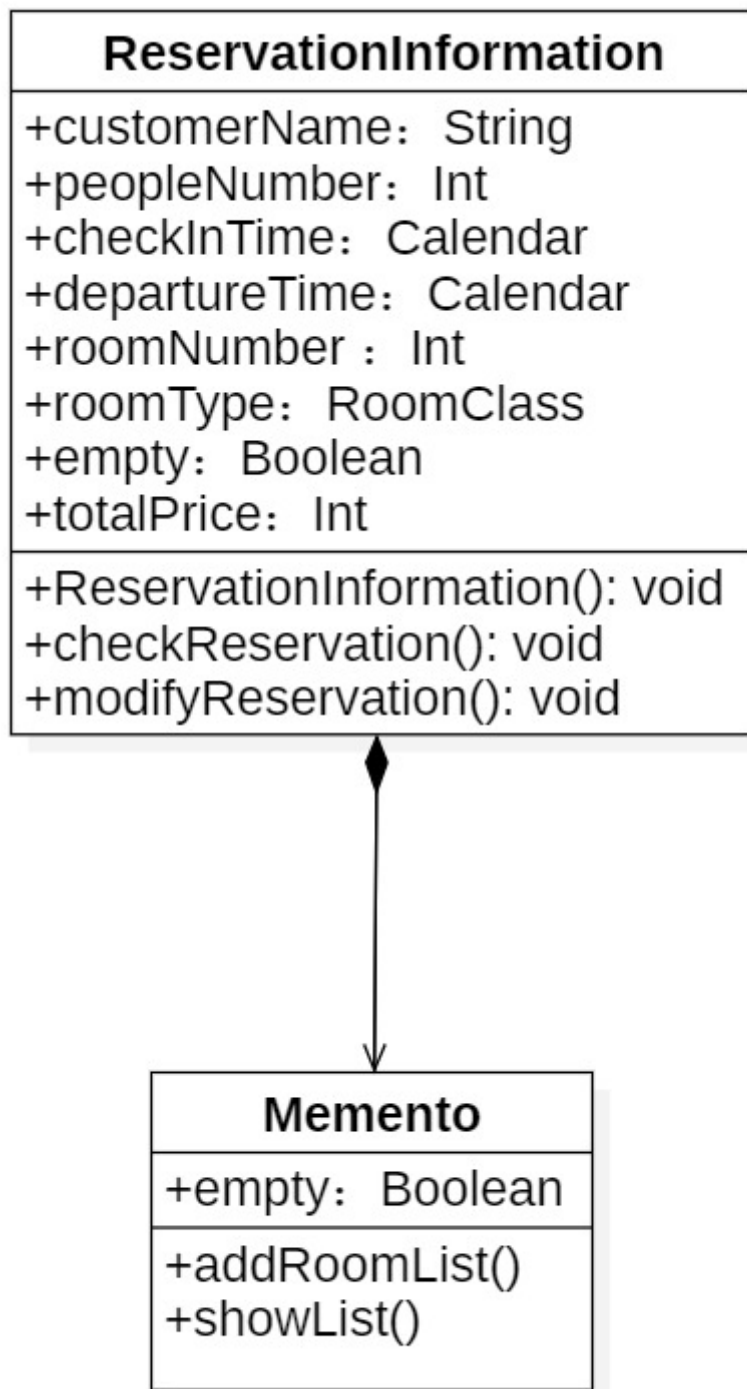 ReservationInformation
+customerName：String
+peopleNumber：Int
+checkInTime：Calendar
+departureTime：Calendar
+roomNumber：Int
+roomType：RoomClass
+empty：Boolean
+totalPrice：Int
+ReservationInformation(): void
+checkReservation(): void
+modifyReservation(): void
Memento
+empty：Boolean
+addRoomList()
+showList()